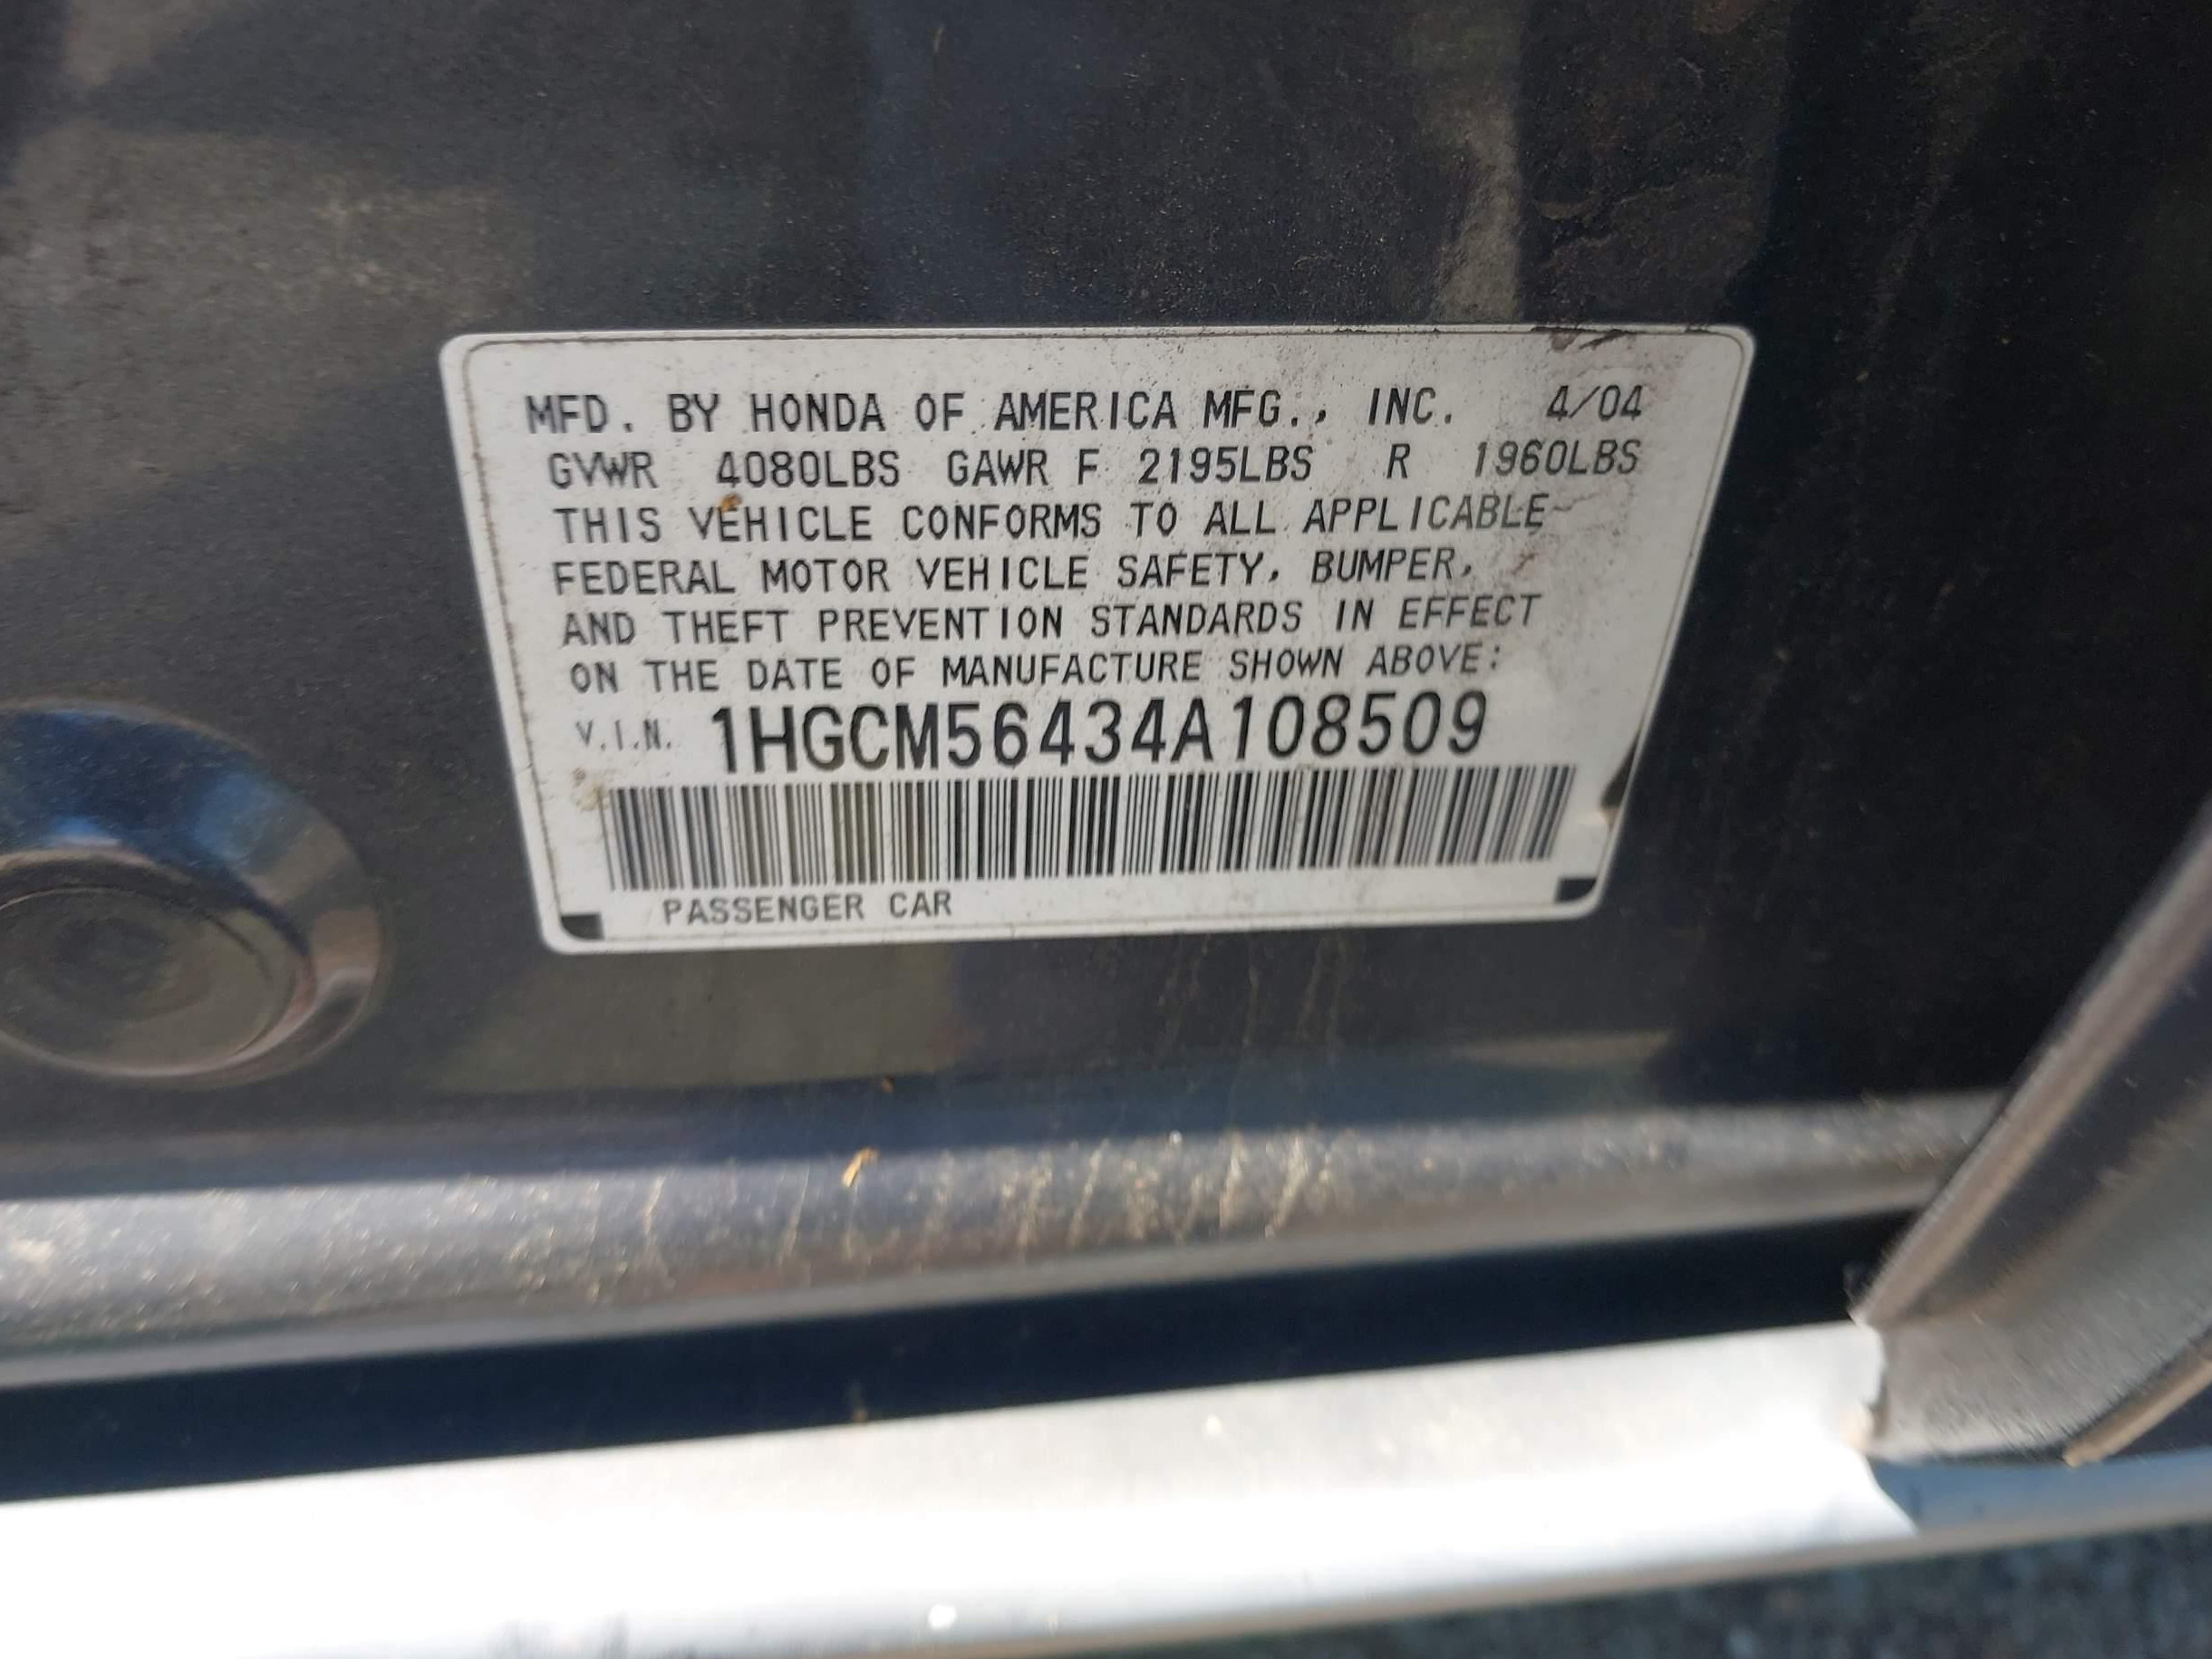 MFD. BY HONDA OF AMERICA MFG., INC. 4/04
GVWR 4080LBS GAWR F 2195LBS R 1960LBS
THIS VEHICLE CONFORMS TO ALL APPLICABLE
FEDERAL MOTOR VEHICLE SAFETY, BUMPER,
AND THEFT PREVENTION STANDARDS IN EFFECT
ON THE DATE OF MANUFACTURE SHOWN ABOVE:
V.I.N. 1HGCM56434A108509
PASSENGER CAR